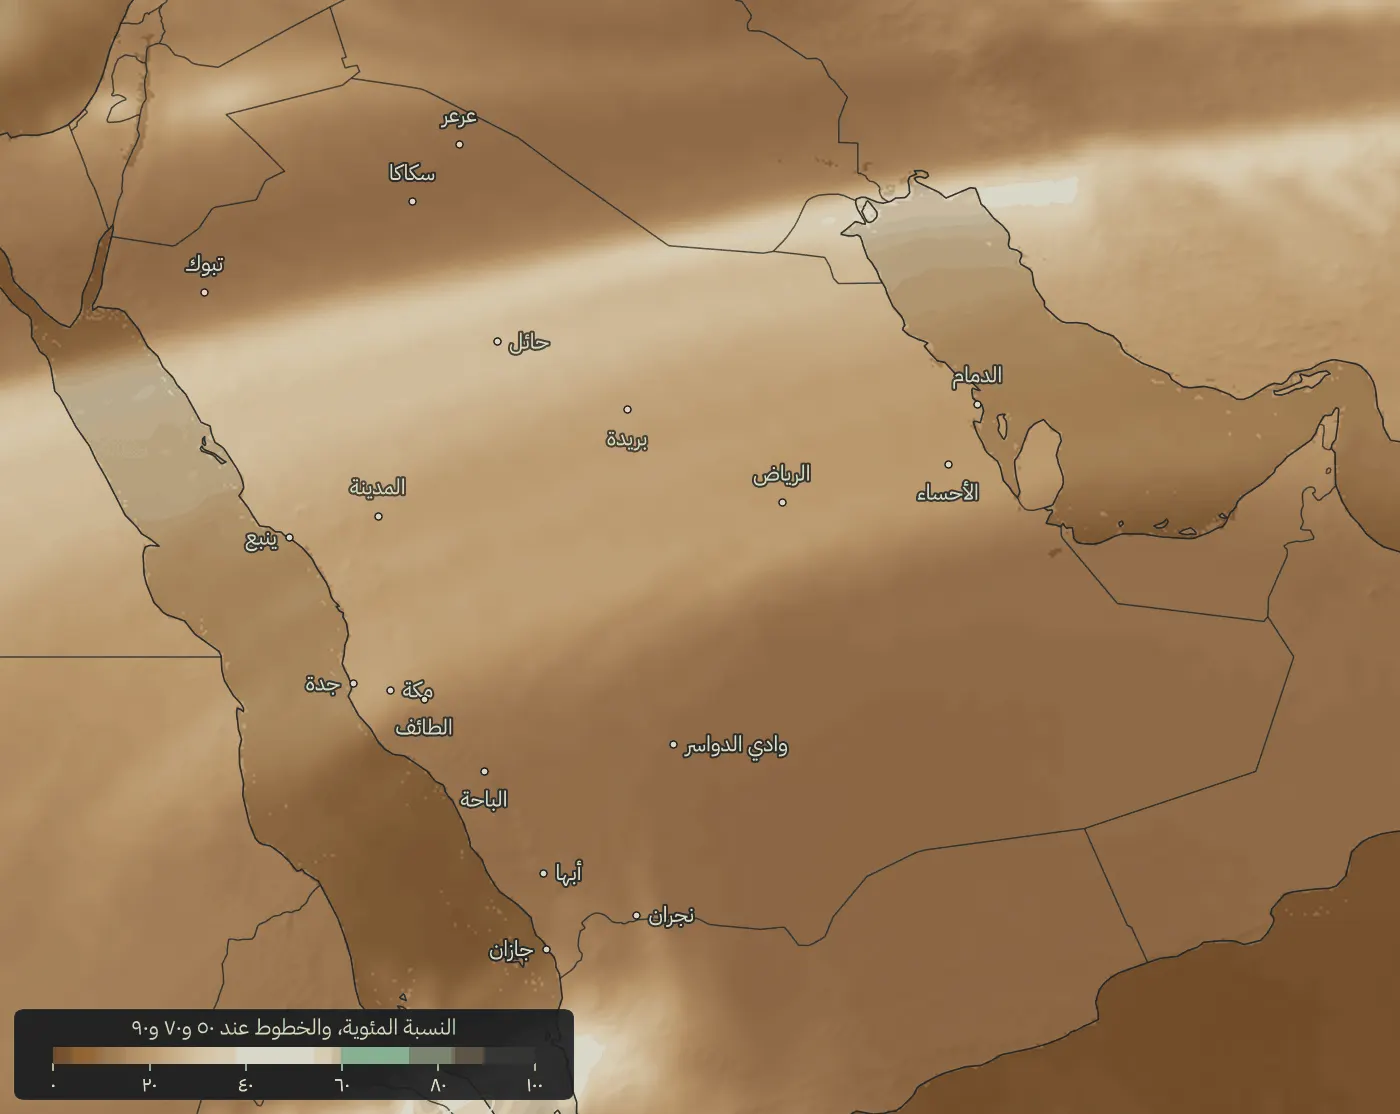 عرعر
سكاكا
تبوك
حائل
الدمام
بريدة
الرياض
الأحساء
المدينة
ينبع
جدة
مكة
الطائف
وادي الدواسر
الباحة
أبها
نجران
جازان
النسبة المئوية، والخطوط عند ٥٠ و٧٠ و٩٠
٠ ٢٠ ٤٠ ٦٠ ٨٠ ١٠٠